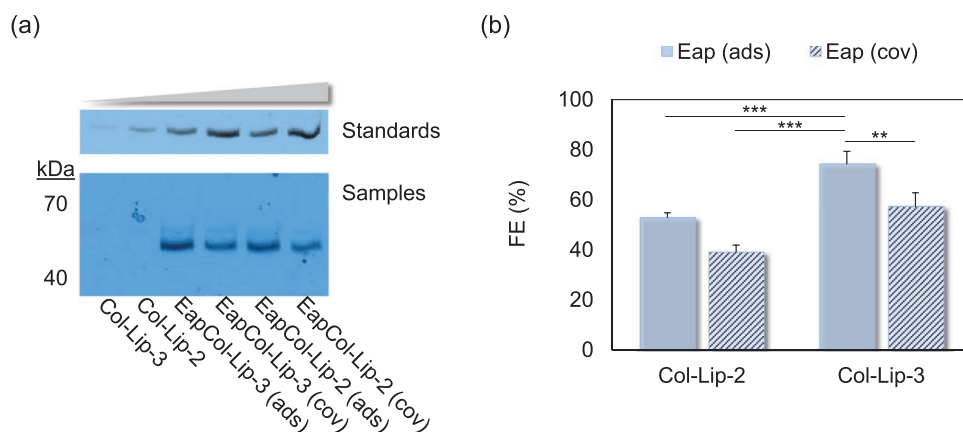 (a)
Standards
kDa
Samples
70
40
Col-Lip-3
Col-Lip-2
EapCol-Lip-3 (ads)
EapCol-Lip-3 (cov)
EapCol-Lip-2 (ads)
EapCol-Lip-2 (cov)
(b)
Eap (ads) Eap (cov)
100
80
60
40
20
0
FE (%)
***
***
**
Col-Lip-2 Col-Lip-3